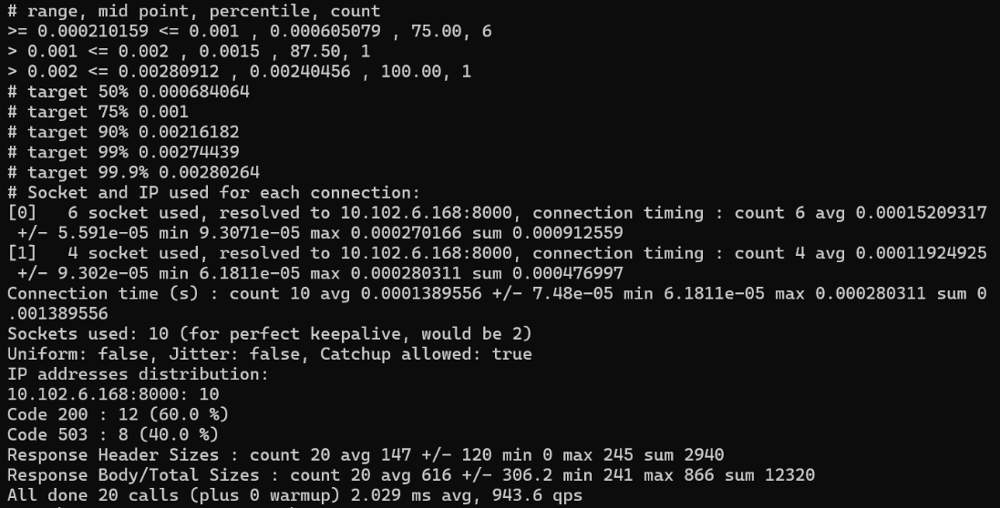 # range, mid point, percentile, count
>= 0.000210159 <= 0.001 , 0.000605079 , 75.00, 6
> 0.001 <= 0.002 , 0.0015 , 87.50, 1
> 0.002 <= 0.00280912 , 0.00240456 , 100.00, 1
# target 50% 0.000684064
# target 75% 0.001
# target 90% 0.00216182
# target 99% 0.00274439
# target 99.9% 0.00280264
# Socket and IP used for each connection:
[0]   6 socket used, resolved to 10.102.6.168:8000, connection timing : count 6 avg 0.00015209317
 +/- 5.591e-05 min 9.3071e-05 max 0.000270166 sum 0.000912559
[1]   4 socket used, resolved to 10.102.6.168:8000, connection timing : count 4 avg 0.00011924925
 +/- 9.302e-05 min 6.1811e-05 max 0.000280311 sum 0.000476997
Connection time (s) : count 10 avg 0.0001389556 +/- 7.48e-05 min 6.1811e-05 max 0.000280311 sum 0
.001389556
Sockets used: 10 (for perfect keepalive, would be 2)
Uniform: false, Jitter: false, Catchup allowed: true
IP addresses distribution:
10.102.6.168:8000: 10
Code 200 : 12 (60.0 %)
Code 503 : 8 (40.0 %)
Response Header Sizes : count 20 avg 147 +/- 120 min 0 max 245 sum 2940
Response Body/Total Sizes : count 20 avg 616 +/- 306.2 min 241 max 866 sum 12320
All done 20 calls (plus 0 warmup) 2.029 ms avg, 943.6 qps